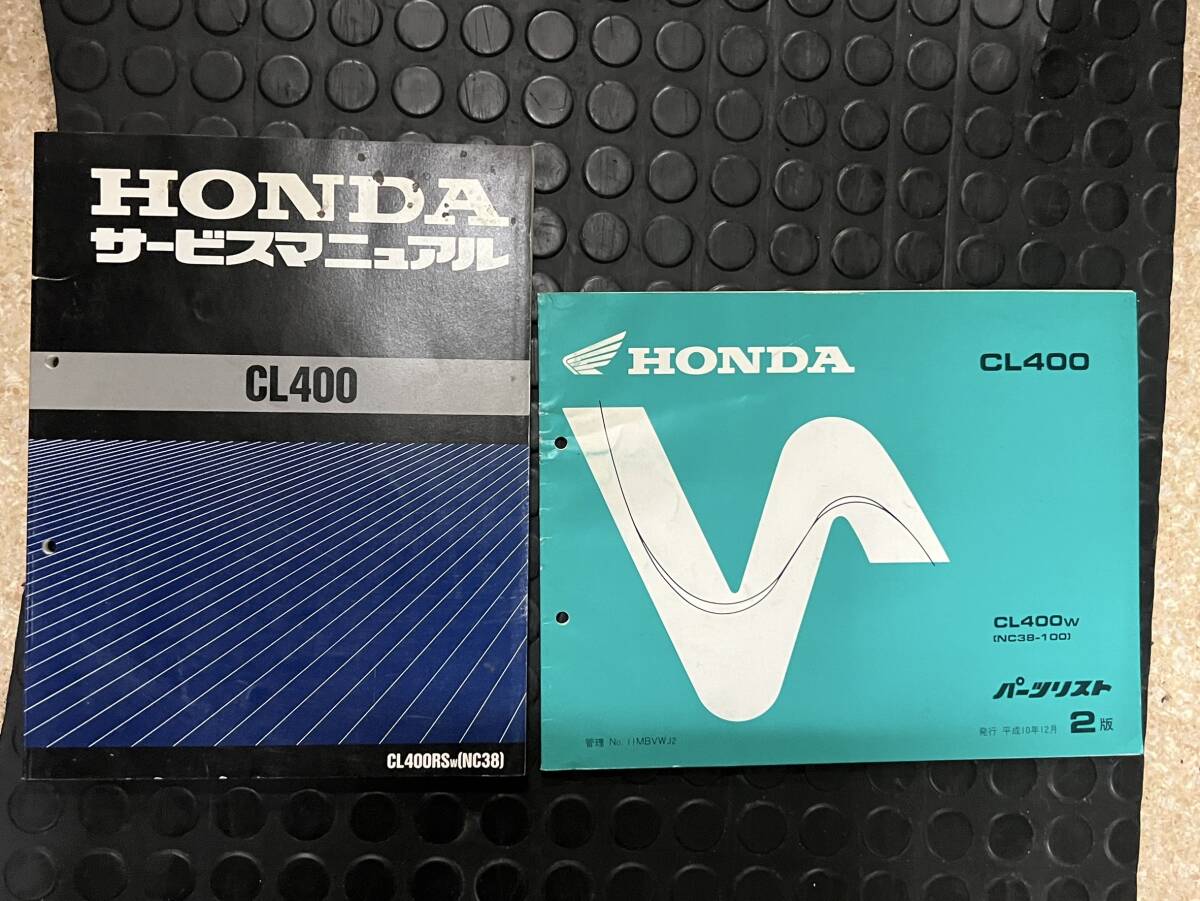 HONDA
サービスマニュアル
CL400
CL400RSW(NC38)
HONDA
CL400
CL400W
(NC38-100)
パーツリスト
発行 平成10年12月 2版
管理 No. 11MBVWJ2